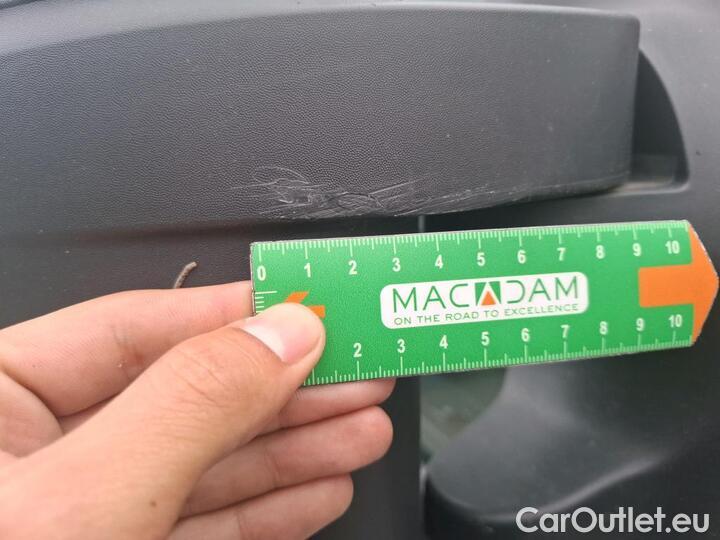 0 1 2 3 4 5 6 7 8 9 10
MACADAM
ON THE ROAD TO EXCELLENCE
2 3 4 5 6 7 8 9 10
CarOutlet.eu